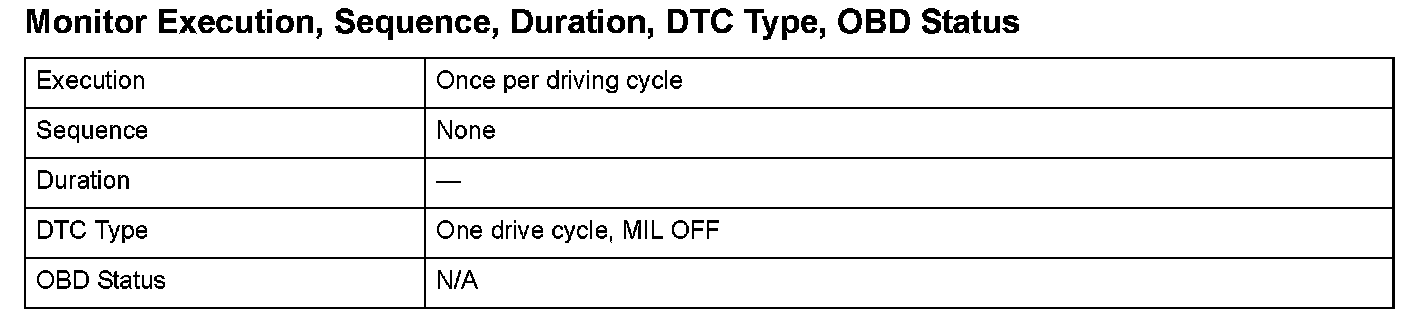 Monitor Execution, Sequence, Duration, DTC Type, OBD Status
Execution Once per driving cycle
Sequence None
Duration —
DTC Type One drive cycle, MIL OFF
OBD Status N/A